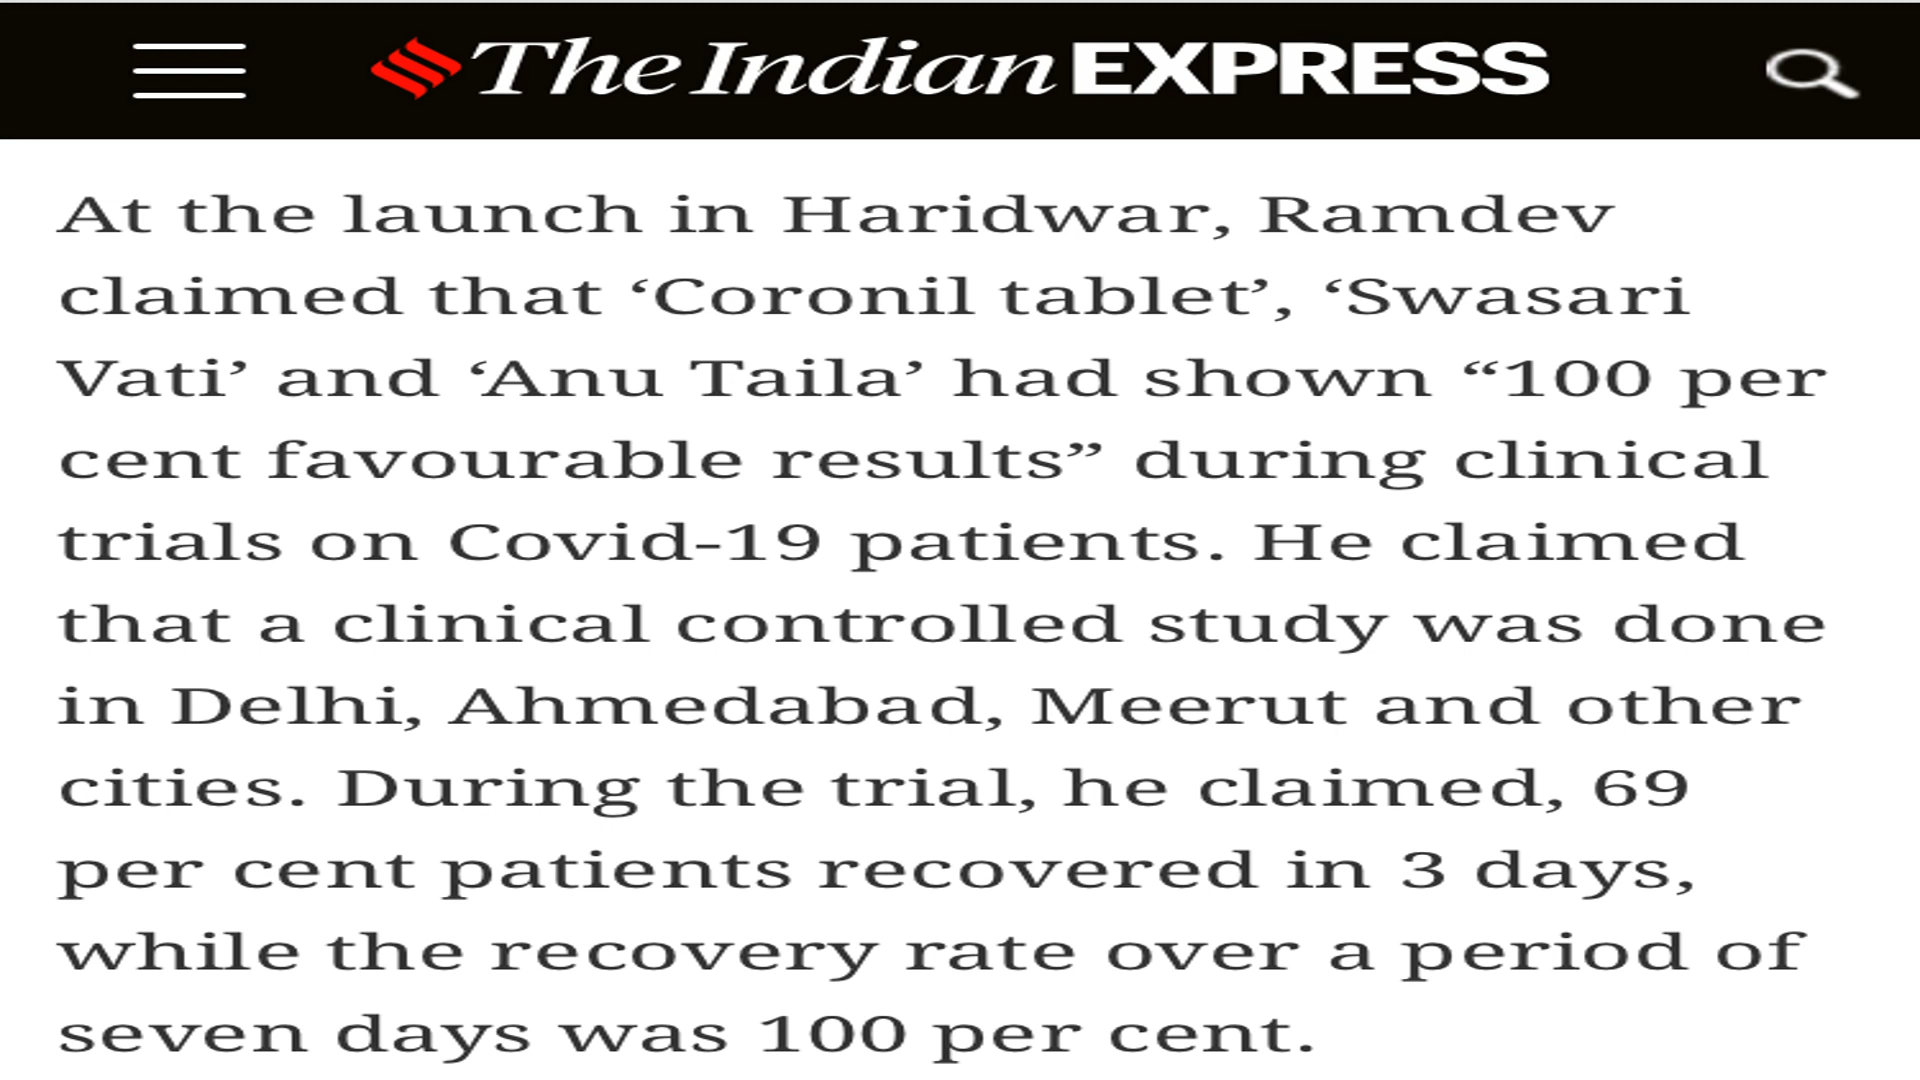 The Indian EXPRESS
At the launch in Haridwar, Ramdev
claimed that ‘Coronil tablet’, ‘Swasari
Vati’ and ‘Anu Taila’ had shown “100 per
cent favourable results” during clinical
trials on Covid-19 patients. He claimed
that a clinical controlled study was done
in Delhi, Ahmedabad, Meerut and other
cities. During the trial, he claimed, 69
per cent patients recovered in 3 days,
while the recovery rate over a period of
seven days was 100 per cent.